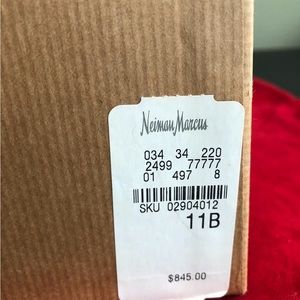 Neiman Marcus
034 34 220
2499 77777
01 497 8
SKU 02904012
11B
$845.00